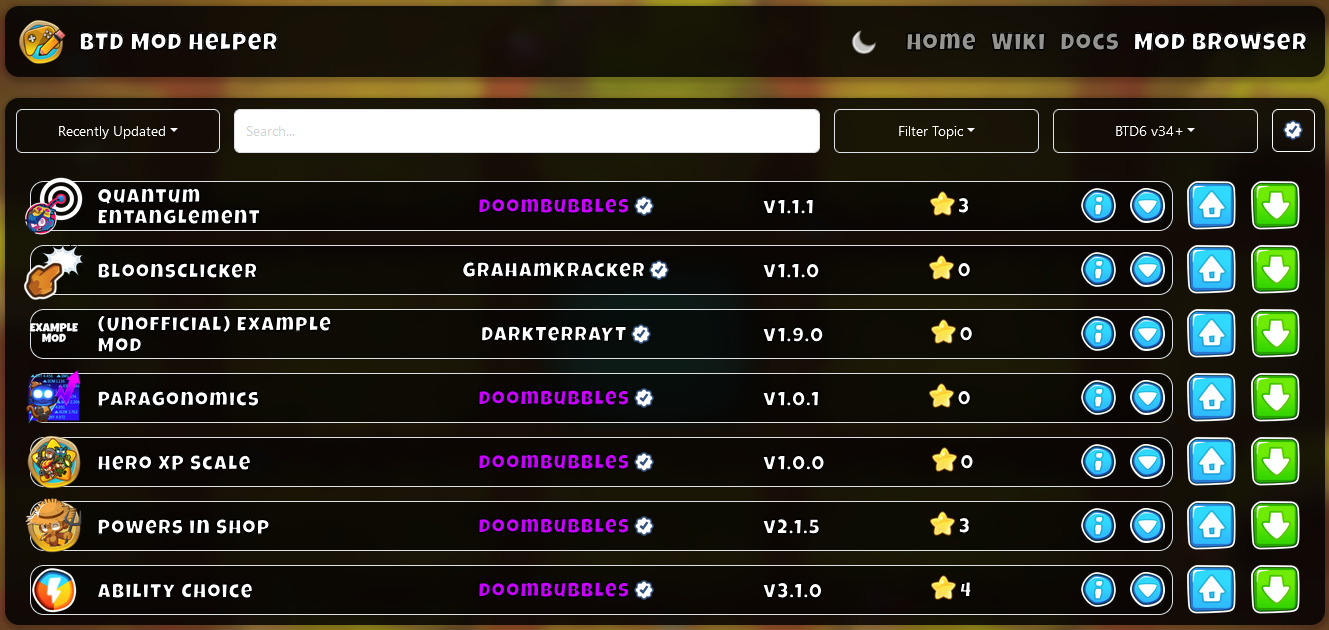 BTD Mod Helper
Home Wiki Docs Mod Browser
Recently Updated
Search...
Filter Topic
BTD6 v34+
Quantum
Entanglement
doombubbles
v1.1.1
3
BloonsClicker
GrahamKracker
v1.1.0
0
EXAMPLE
MOD
(Unofficial) Example
Mod
DarkTerraYT
v1.9.0
0
Paragonomics
doombubbles
v1.0.1
0
Hero XP Scale
doombubbles
v1.0.0
0
Powers in Shop
doombubbles
v2.1.5
3
Ability Choice
doombubbles
v3.1.0
4